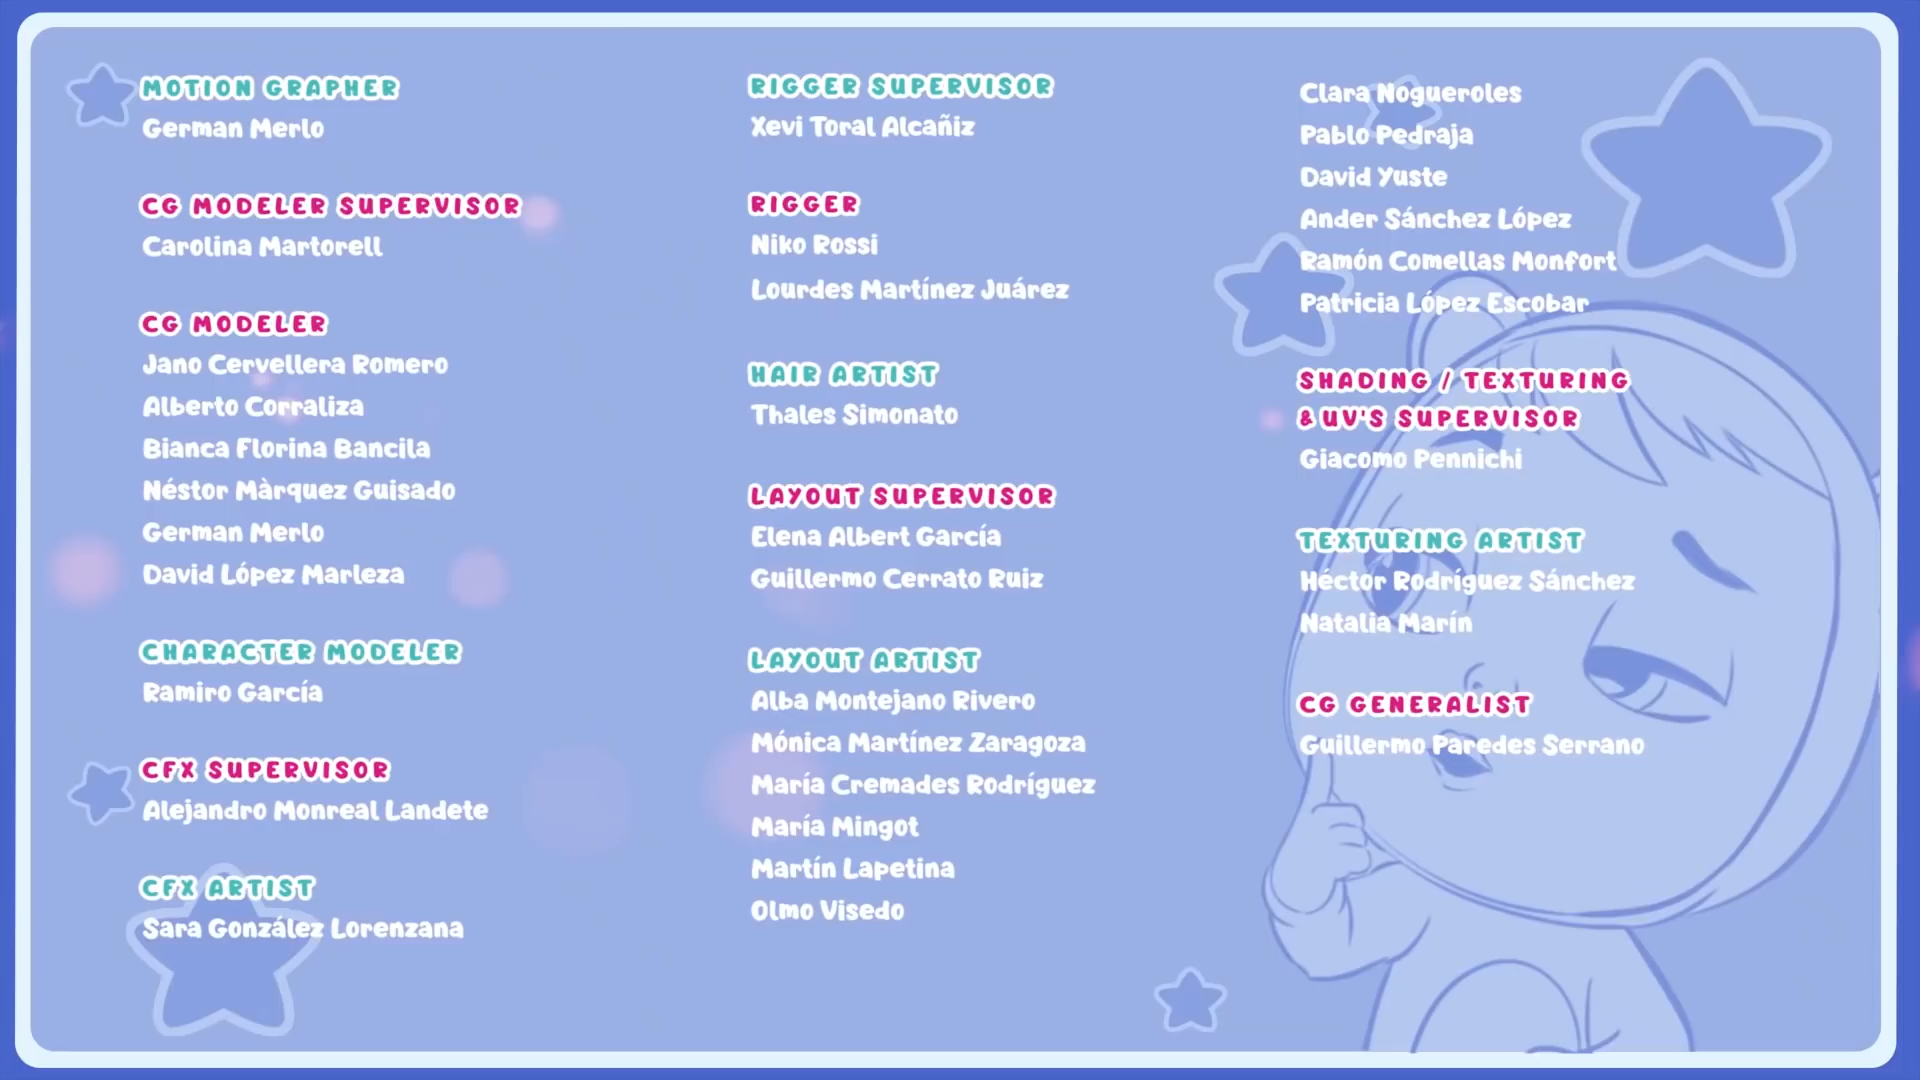 MOTION GRAPHER
German Merlo
CG MODELER SUPERVISOR
Carolina Martorell
CG MODELER
Jano Cervellera Romero
Alberto Corraliza
Bianca Florina Bancila
Néstor Màrquez Guisado
German Merlo
David López Marleza
CHARACTER MODELER
Ramiro García
CFX SUPERVISOR
Alejandro Monreal Landete
CFX ARTIST
Sara González Lorenzana
RIGGER SUPERVISOR
Xevi Toral Alcañiz
RIGGER
Niko Rossi
Lourdes Martínez Juárez
HAIR ARTIST
Thales Simonato
LAYOUT SUPERVISOR
Elena Albert García
Guillermo Cerrato Ruiz
LAYOUT ARTIST
Alba Montejano Rivero
Mónica Martínez Zaragoza
María Cremades Rodríguez
María Mingot
Martín Lapetina
Olmo Visedo
Clara Nogueroles
Pablo Pedraja
David Yuste
Ander Sánchez López
Ramón Comellas Monfort
Patricia López Escobar
SHADING / TEXTURING
& UV'S SUPERVISOR
Giacomo Pennichi
TEXTURING ARTIST
Héctor Rodríguez Sánchez
Natalia Marín
CG GENERALIST
Guillermo Paredes Serrano